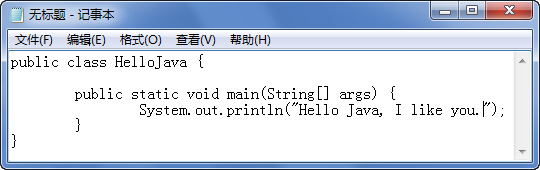 无标题 - 记事本
文件(F) 编辑(E) 格式(O) 查看(V) 帮助(H)
public class HelloJava {
public static void main(String[] args) {
System.out.println("Hello Java, I like you.");
}
}